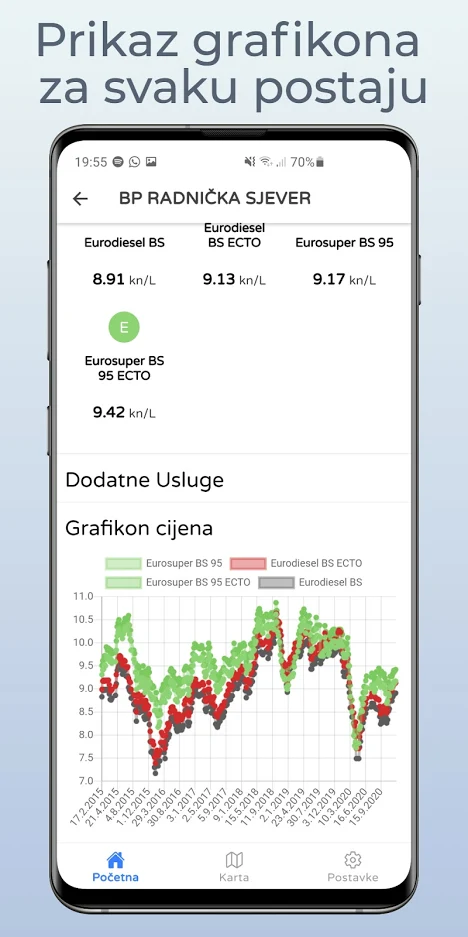 Prikaz grafikona
za svaku postaju
19:55 70%
BP RADNIČKA SJEVER
Eurodiesel BS
Eurodiesel
BS ECTO
Eurosuper BS 95
8.91 kn/L 9.13 kn/L 9.17 kn/L
E
Eurosuper BS
95 ECTO
9.42 kn/L
Dodatne Usluge
Grafikon cijena
Eurosuper BS 95 Eurodiesel BS ECTO
Eurosuper BS 95 ECTO Eurodiesel BS
11.0
10.5
10.0
9.5
9.0
8.5
8.0
7.5
7.0
17.2.2015 21.4.2015 4.8.2015 1.12.2015 29.3.2016 30.8.2016 3.1.2017 2.5.2017 5.9.2017 9.1.2018 15.5.2018 11.9.2018 2.1.2019 23.4.2019 30.7.2019 3.12.2019 10.3.2020 16.6.2020 15.9.2020
Početna Karta Postavke